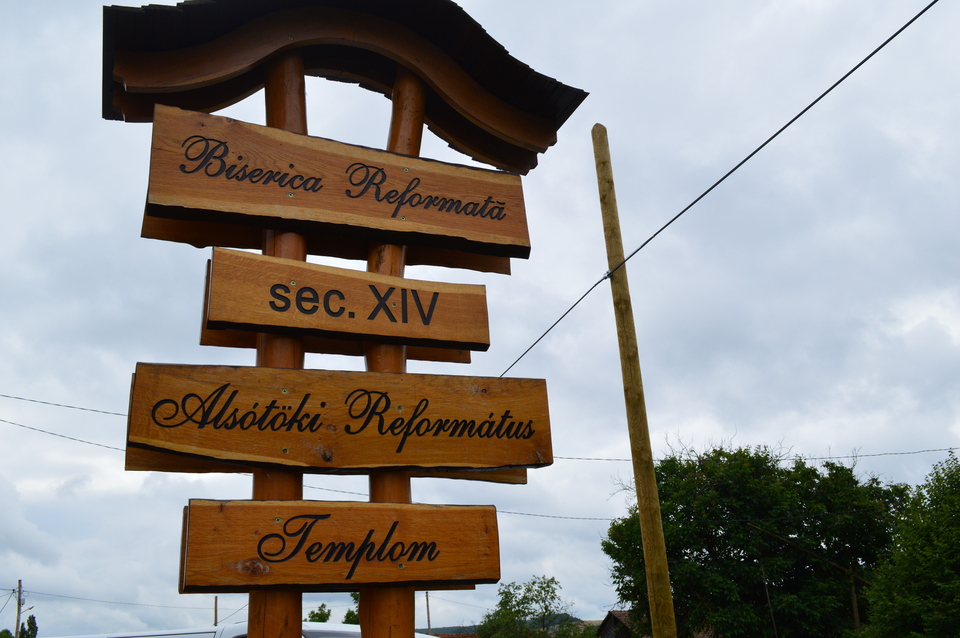 Biserica Reformată
sec. XIV
Alsótöki Református
Templom